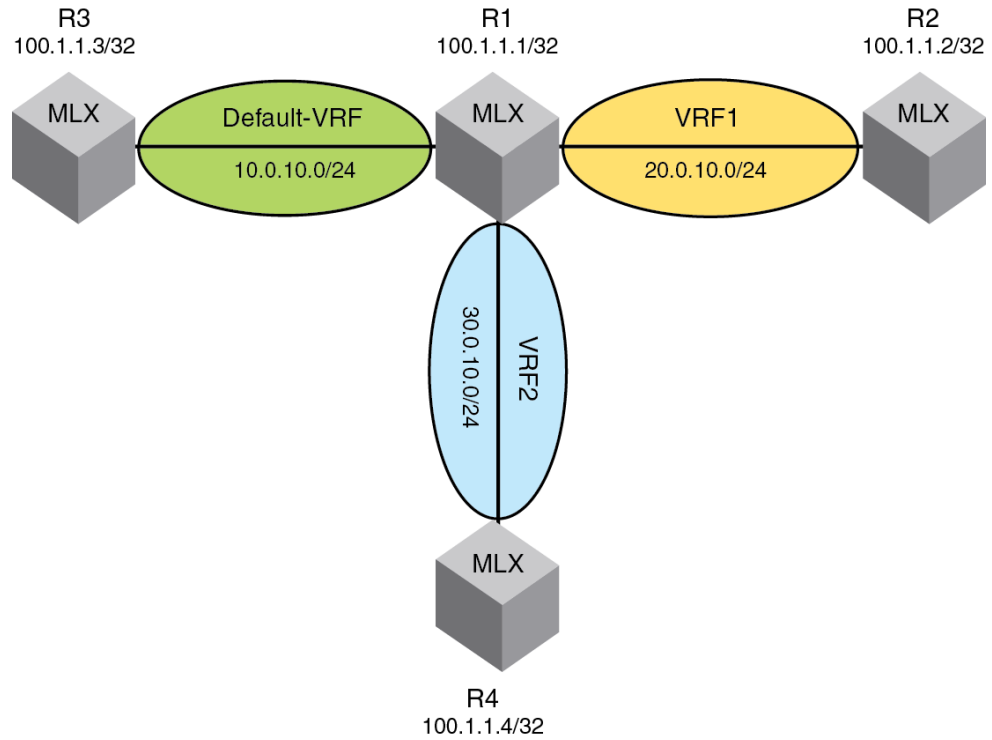 R3
100.1.1.3/32
R1
100.1.1.1/32
R2
100.1.1.2/32
MLX
Default-VRF
10.0.10.0/24
MLX
VRF1
20.0.10.0/24
MLX
30.0.10.0/24
VRF2
MLX
R4
100.1.1.4/32